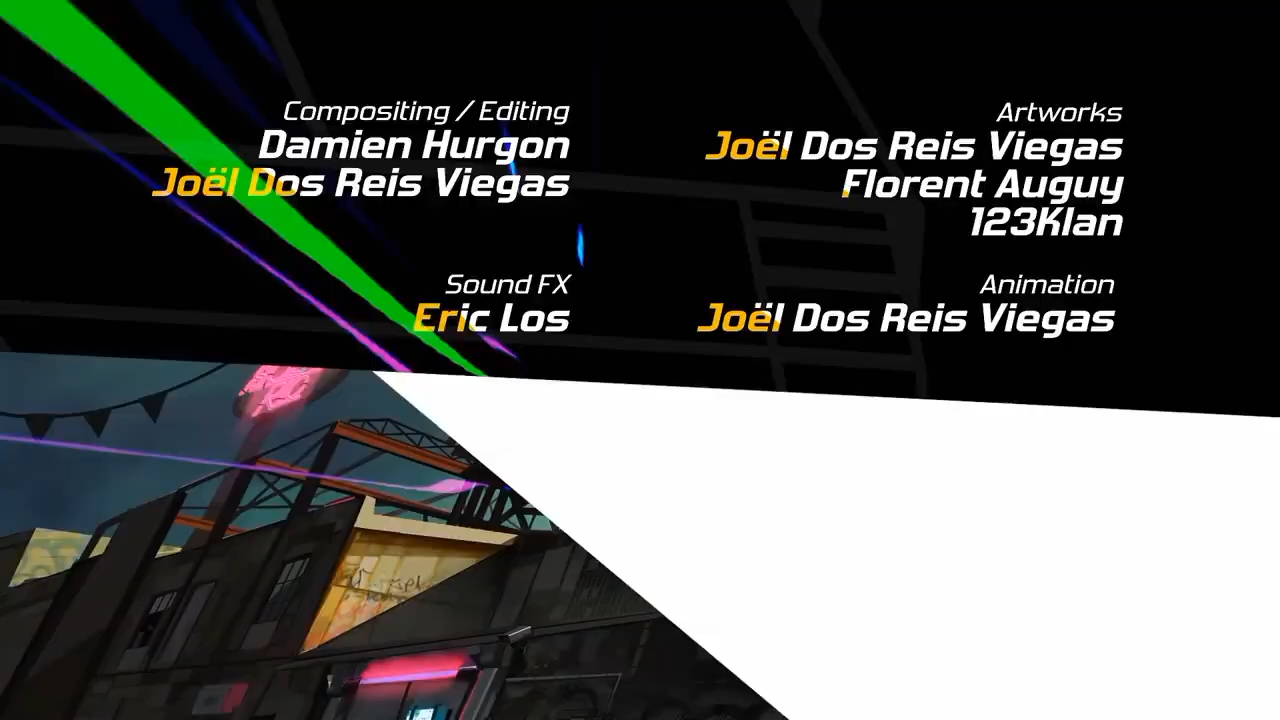 Compositing / Editing
Damien Hurgon
Joël Dos Reis Viegas
Sound FX
Eric Los
Artworks
Joël Dos Reis Viegas
Florent Auguy
123Klan
Animation
Joël Dos Reis Viegas